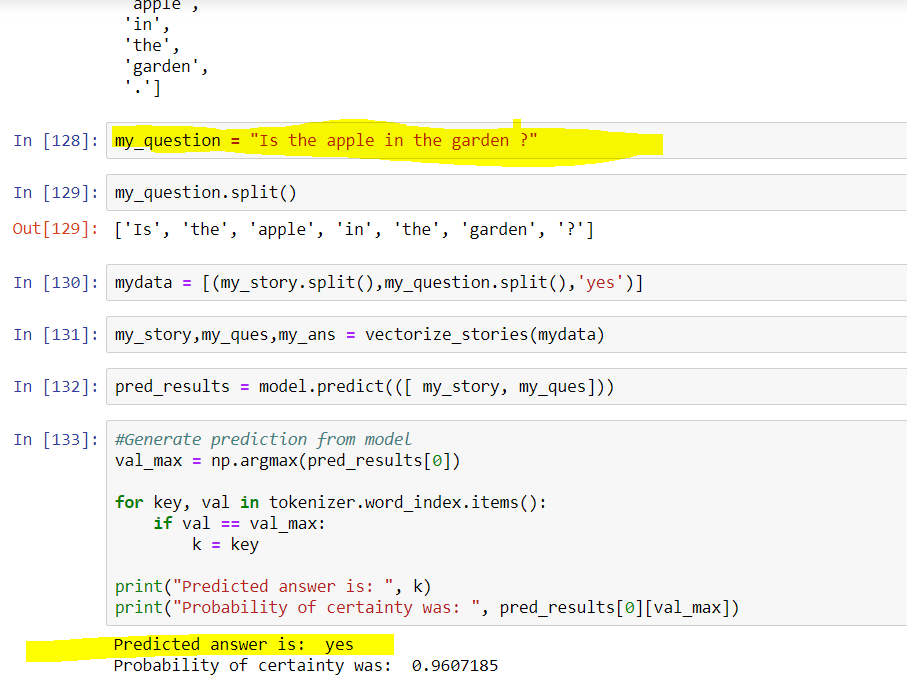 apple',
'in',
'the',
'garden',
'.']
In [128]: my_question = "Is the apple in the garden ?"
In [129]: my_question.split()
Out[129]: ['Is', 'the', 'apple', 'in', 'the', 'garden', '?']
In [130]: mydata = [(my_story.split(),my_question.split(),'yes')]
In [131]: my_story,my_ques,my_ans = vectorize_stories(mydata)
In [132]: pred_results = model.predict(([ my_story, my_ques]))
In [133]: #Generate prediction from model
val_max = np.argmax(pred_results[0])
for key, val in tokenizer.word_index.items():
if val == val_max:
k = key
print("Predicted answer is: ", k)
print("Probability of certainty was: ", pred_results[0][val_max])
Predicted answer is:  yes
Probability of certainty was:  0.9607185